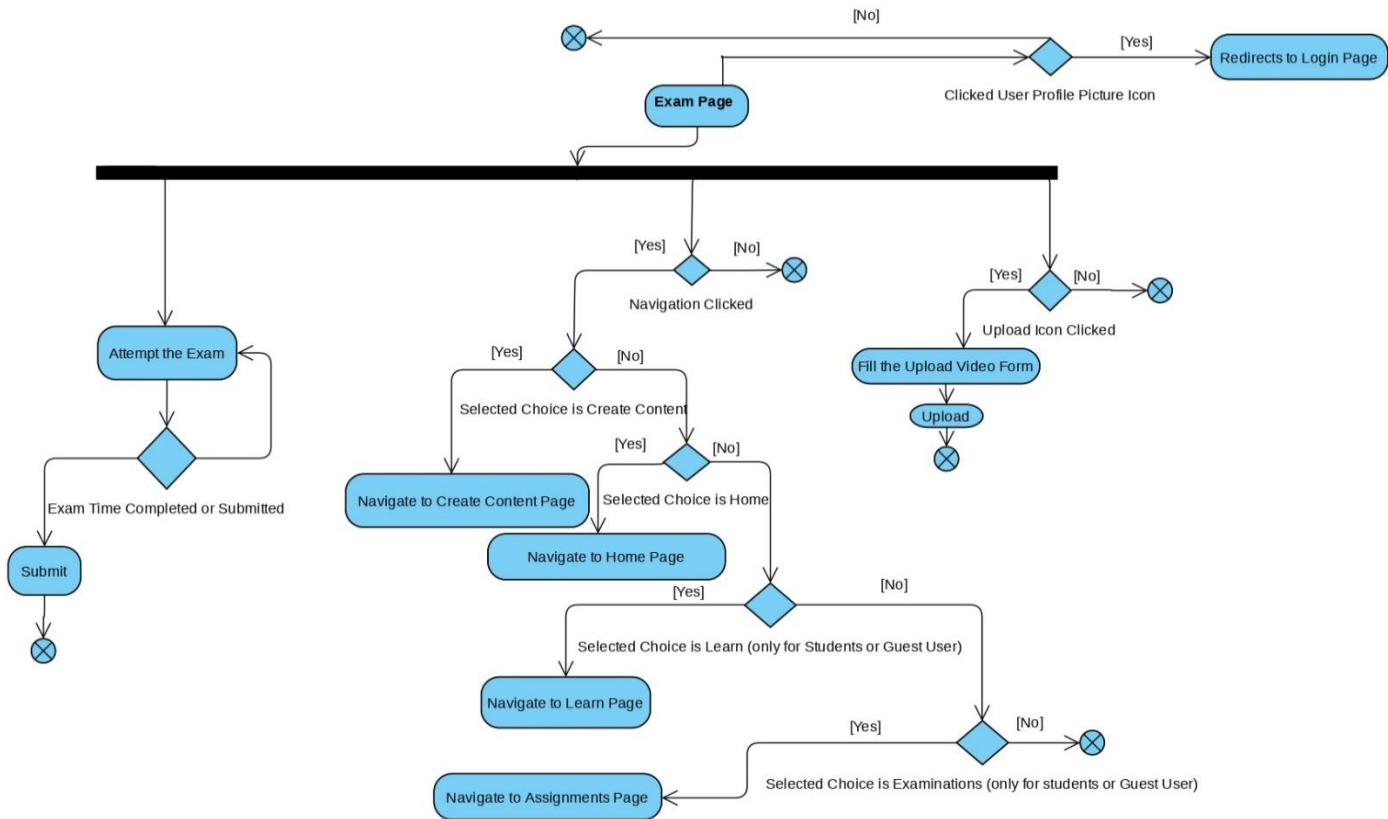 [No]
[Yes]
Redirects to Login Page
Clicked User Profile Picture Icon
Exam Page
[Yes]
[No]
Navigation Clicked
[Yes]
[No]
Upload Icon Clicked
Attempt the Exam
[Yes]
[No]
Fill the Upload Video Form
Selected Choice is Create Content
Upload
[Yes]
[No]
Exam Time Completed or Submitted
Navigate to Create Content Page
Selected Choice is Home
Submit
Navigate to Home Page
[Yes]
[No]
Selected Choice is Learn (only for Students or Guest User)
Navigate to Learn Page
[Yes]
[No]
Selected Choice is Examinations (only for students or Guest User)
Navigate to Assignments Page